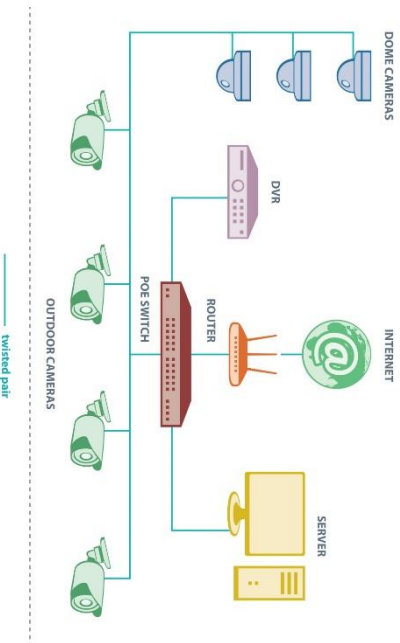 DOME CAMERAS
DVR
INTERNET
ROUTER
SERVER
POE SWITCH
OUTDOOR CAMERAS
twisted pair